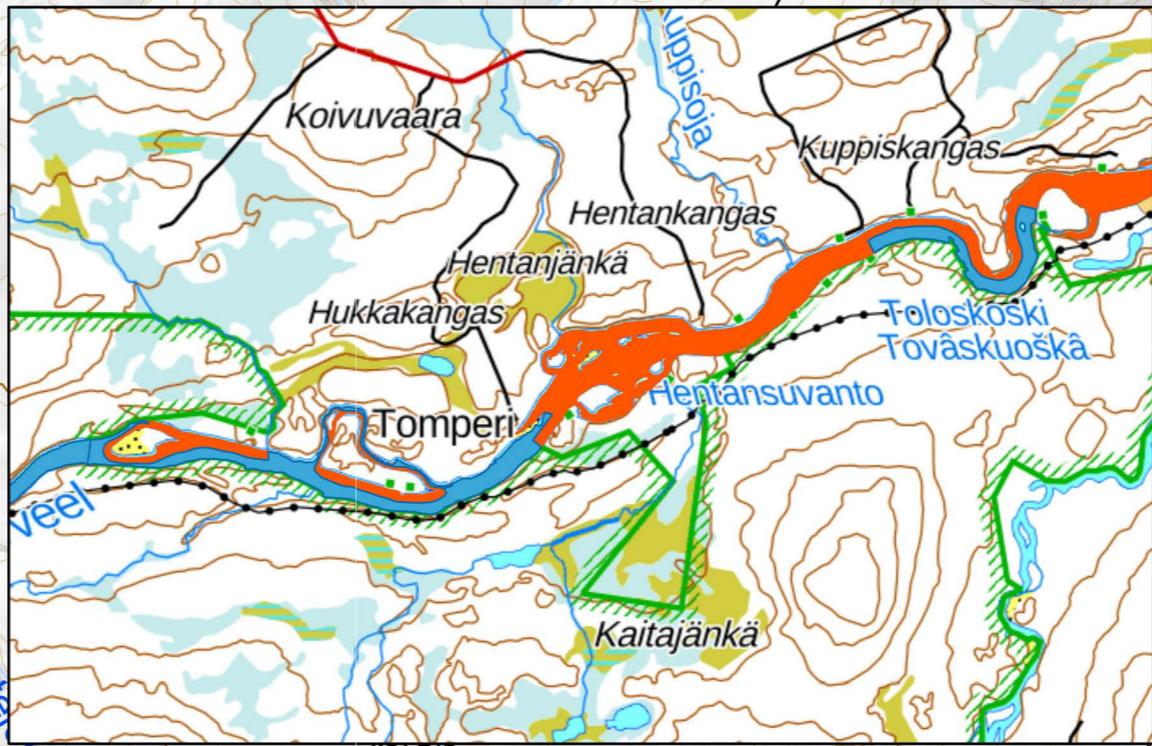 Kuppisoja
Koivuvaara
Kuppiskangas
Hentankangas
Hentanjänkä
Hukkakangas
Toloskoski
Tovâskuoškâ
Hentansuvanto
Tomperi
veel
Kaitajänkä